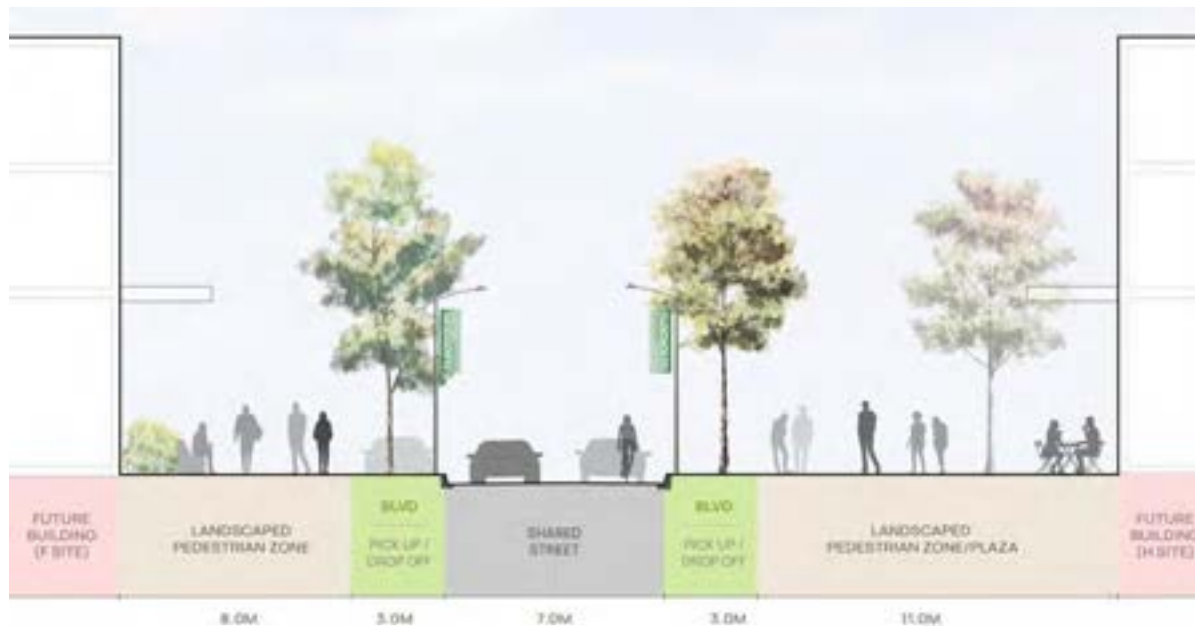 FUTURE
BUILDING
(F SITE)
LANDSCAPED
PEDESTRIAN ZONE
BLVD
PICK UP /
DROP OFF
SHARED
STREET
BLVD
PICK UP /
DROP OFF
LANDSCAPED
PEDESTRIAN ZONE/PLAZA
FUTURE
BUILDING
(H SITE)
8.0M
3.0M
7.0M
3.0M
11.0M